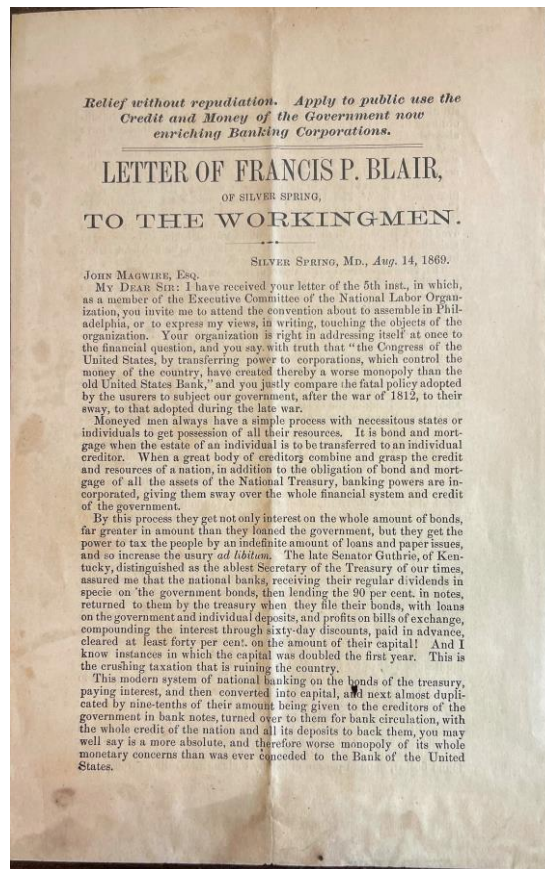 Relief without repudiation. Apply to public use the
Credit and Money of the Government now
enriching Banking Corporations.
LETTER OF FRANCIS P. BLAIR,
OF SILVER SPRING,
TO THE WORKINGMEN.
SILVER SPRING, MD., Aug. 14, 1869.
JOHN MAGWIRE, ESQ.
MY DEAR SIR: I have received your letter of the 5th inst., in which,
as a member of the Executive Committee of the National Labor Organ-
ization, you invite me to attend the convention about to assemble in Phil-
adelphia, or to express my views, in writing, touching the objects of the
organization. Your organization is right in addressing itself at once to
the financial question, and you say with truth that "the Congress of the
United States, by transferring power to corporations, which control the
money of the country, have created thereby a worse monopoly than the
old United States Bank," and you justly compare the fatal policy adopted
by the usurers to subject our government, after the war of 1812, to their
sway, to that adopted during the late war.
Moneyed men always have a simple process with necessitous states or
individuals to get possession of all their resources. It is bond and mort-
gage when the estate of an individual is to be transferred to an individual
creditor. When a great body of creditors combine and grasp the credit
and resources of a nation, in addition to the obligation of bond and mort-
gage of all the assets of the National Treasury, banking powers are in-
corporated, giving them sway over the whole financial system and credit
of the government.
By this process they get not only interest on the whole amount of bonds,
far greater in amount than they loaned the government, but they get the
power to tax the people by an indefinite amount of loans and paper issues,
and so increase the usury ad libitum. The late Senator Guthrie, of Ken-
tucky, distinguished as the ablest Secretary of the Treasury of our times,
assured me that the national banks, receiving their regular dividends in
specie on the government bonds, then lending the 90 per cent. in notes,
returned to them by the treasury when they file their bonds, with loans
on the government and individual deposits, and profits on bills of exchange,
compounding the interest through sixty-day discounts, paid in advance,
cleared at least forty per cent. on the amount of their capital! And I
know instances in which the capital was doubled the first year. This is
the crushing taxation that is ruining the country.
This modern system of national banking on the bonds of the treasury,
paying interest, and then converted into capital, and next almost dupli-
cated by nine-tenths of their amount being given to the creditors of the
government in bank notes, turned over to them for bank circulation, with
the whole credit of the nation and all its deposits to back them, you may
well say is a more absolute, and therefore worse monopoly of its whole
monetary concerns than was ever conceded to the Bank of the United
States.